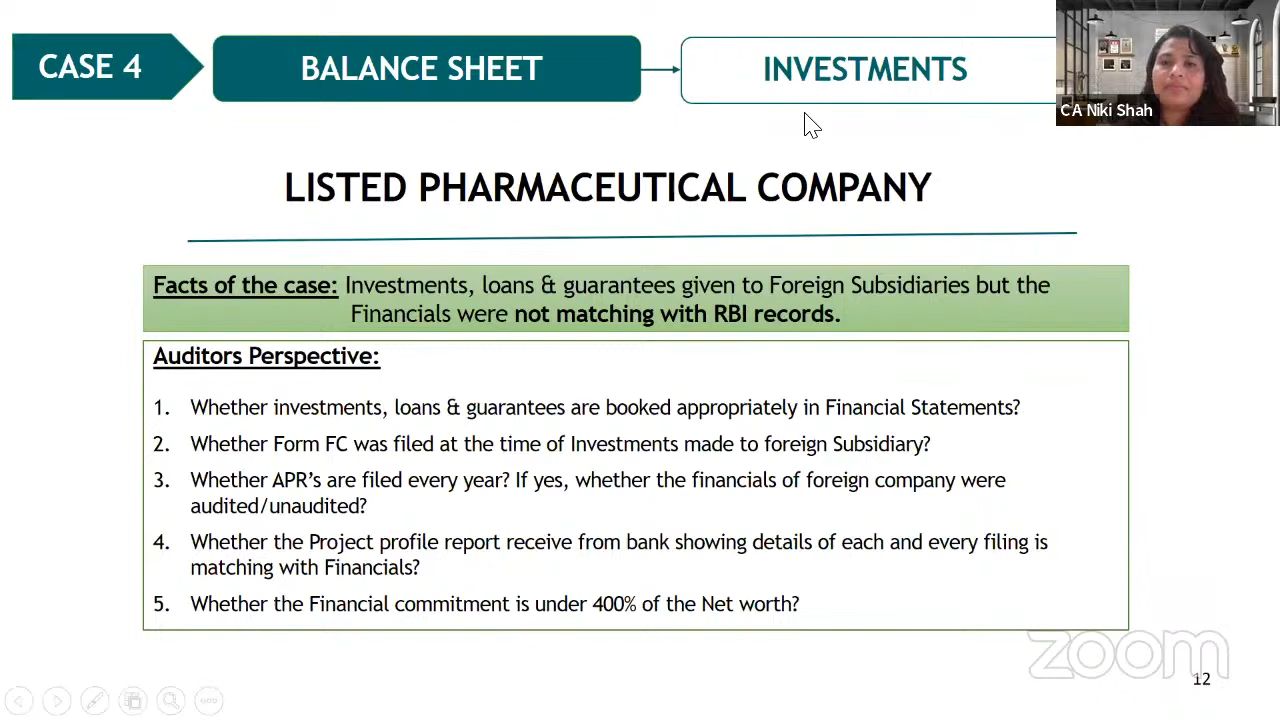 CASE 4
BALANCE SHEET
INVESTMENTS
CA Niki Shah
LISTED PHARMACEUTICAL COMPANY
Facts of the case: Investments, loans & guarantees given to Foreign Subsidiaries but the
Financials were not matching with RBI records.
Auditors Perspective:
1. Whether investments, loans & guarantees are booked appropriately in Financial Statements?
2. Whether Form FC was filed at the time of Investments made to foreign Subsidiary?
3. Whether APR's are filed every year? If yes, whether the financials of foreign company were
audited/unaudited?
4. Whether the Project profile report receive from bank showing details of each and every filing is
matching with Financials?
5. Whether the Financial commitment is under 400% of the Net worth?
zoom
12